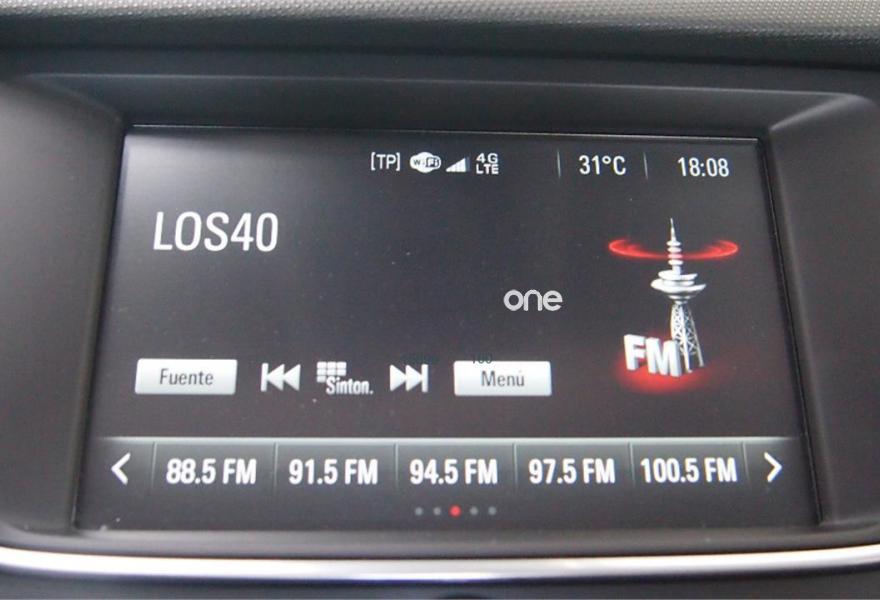 [TP] WiFi 4G LTE 31°C 18:08
LOS40
one
FM
Fuente Sinton. Menú
88.5 FM 91.5 FM 94.5 FM 97.5 FM 100.5 FM